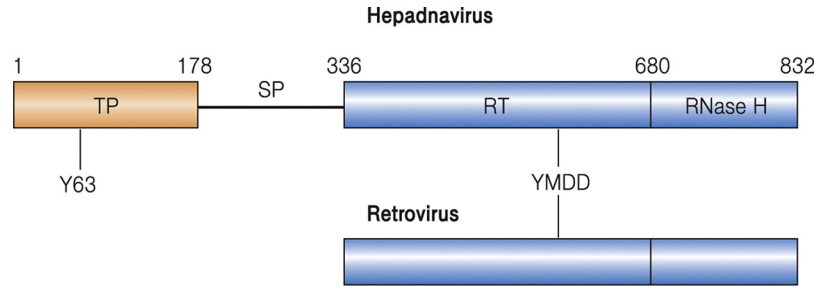 Hepadnavirus
1 178 336 680 832
TP SP RT RNase H
Y63 YMDD
Retrovirus